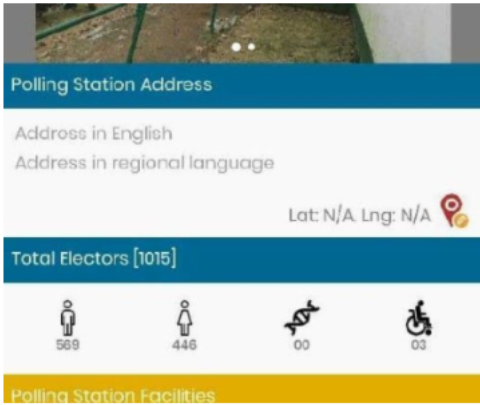 Polling Station Address
Address in English
Address in regional language
Lat: N/A, Lng: N/A
Total Electors [1015]
569 446 00 03
Polling Station Facilities